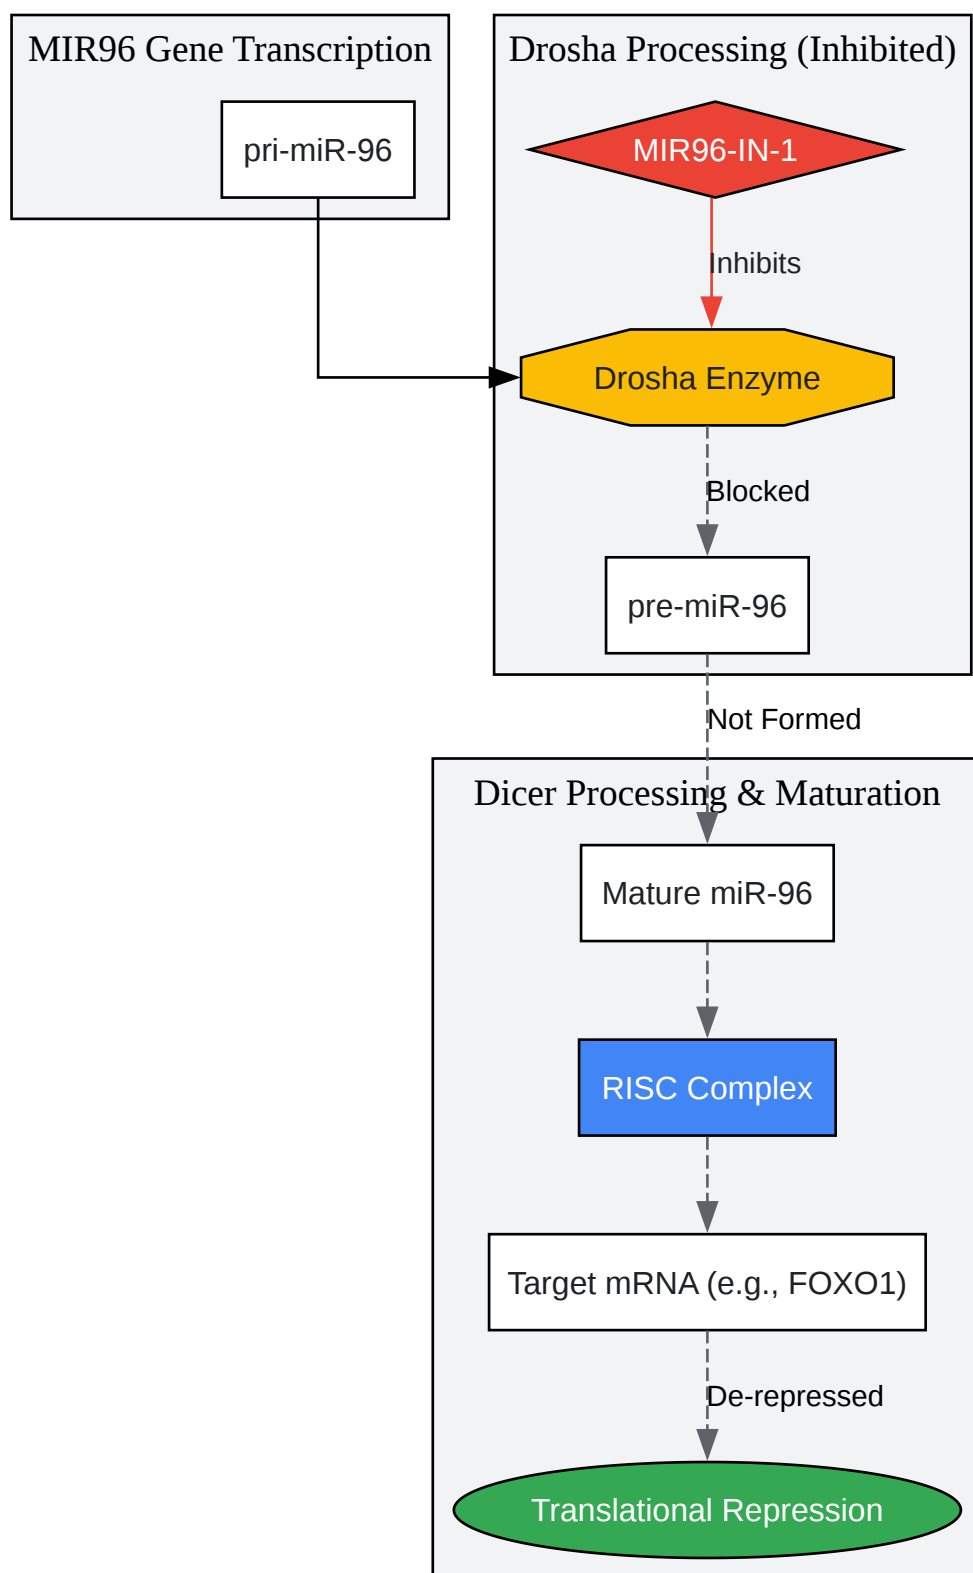 MIR96 Gene Transcription
pri-miR-96
Drosha Processing (Inhibited)
MIR96-IN-1
Inhibits
Drosha Enzyme
Blocked
pre-miR-96
Not Formed
Dicer Processing & Maturation
Mature miR-96
RISC Complex
Target mRNA (e.g., FOXO1)
De-repressed
Translational Repression